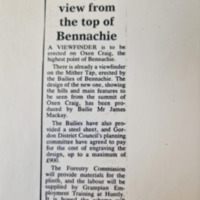 view from
the top of
Bennachie
A VIEWFINDER is to be
erected on Oxen Craig, the
highest point of Bennachie.
There is already a viewfinder
on the Mither Tap, erected by
the Bailies of Bennachie. The
design of the new one, showing
the hills and main features to
be seen from the summit of
Oxen Craig, has been pro-
duced by Bailie Mr James
Mackay.
The Bailies have also pro-
vided a steel sheet, and Gor-
don District Council's planning
committee have agreed to pay
for the cost of engraving the
design, up to a maximum of
The Forestry Commission
will provide materials for the
plinth, and the labour will be
supplied by Grampian Em-
ployment Training at Huntly.
It is hoped the scheme will